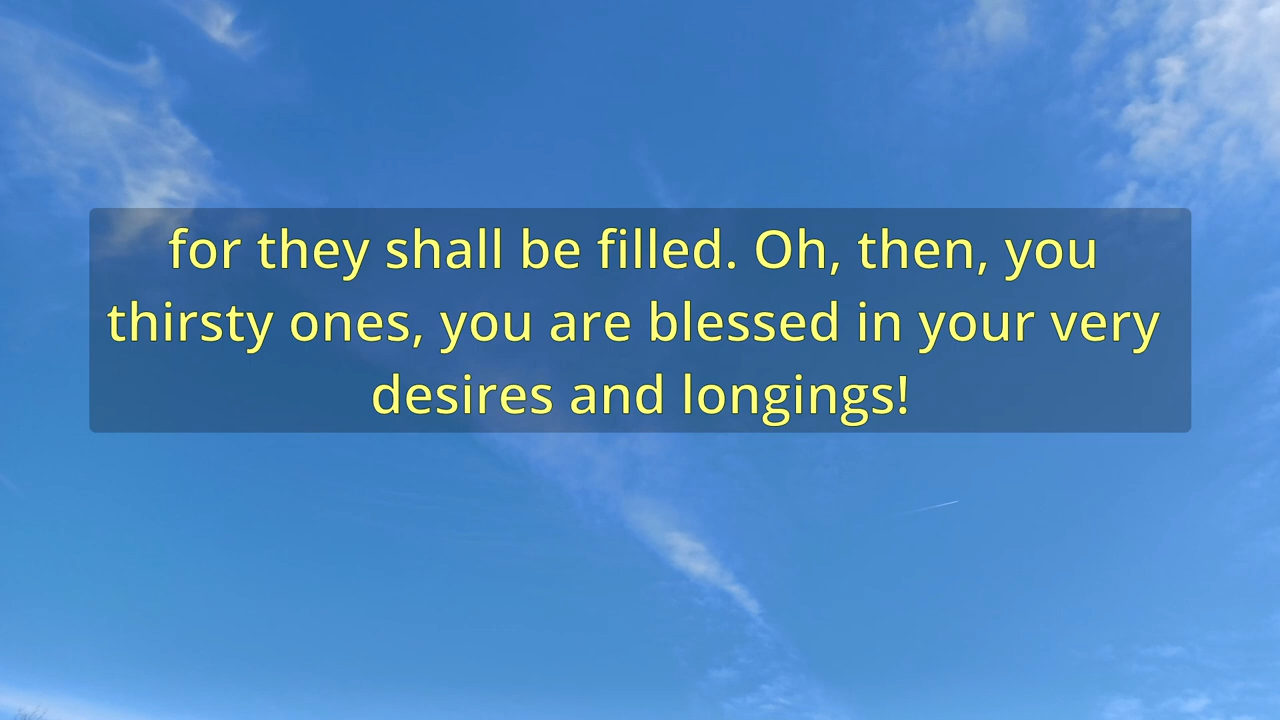 for they shall be filled. Oh, then, you
thirsty ones, you are blessed in your very
desires and longings!